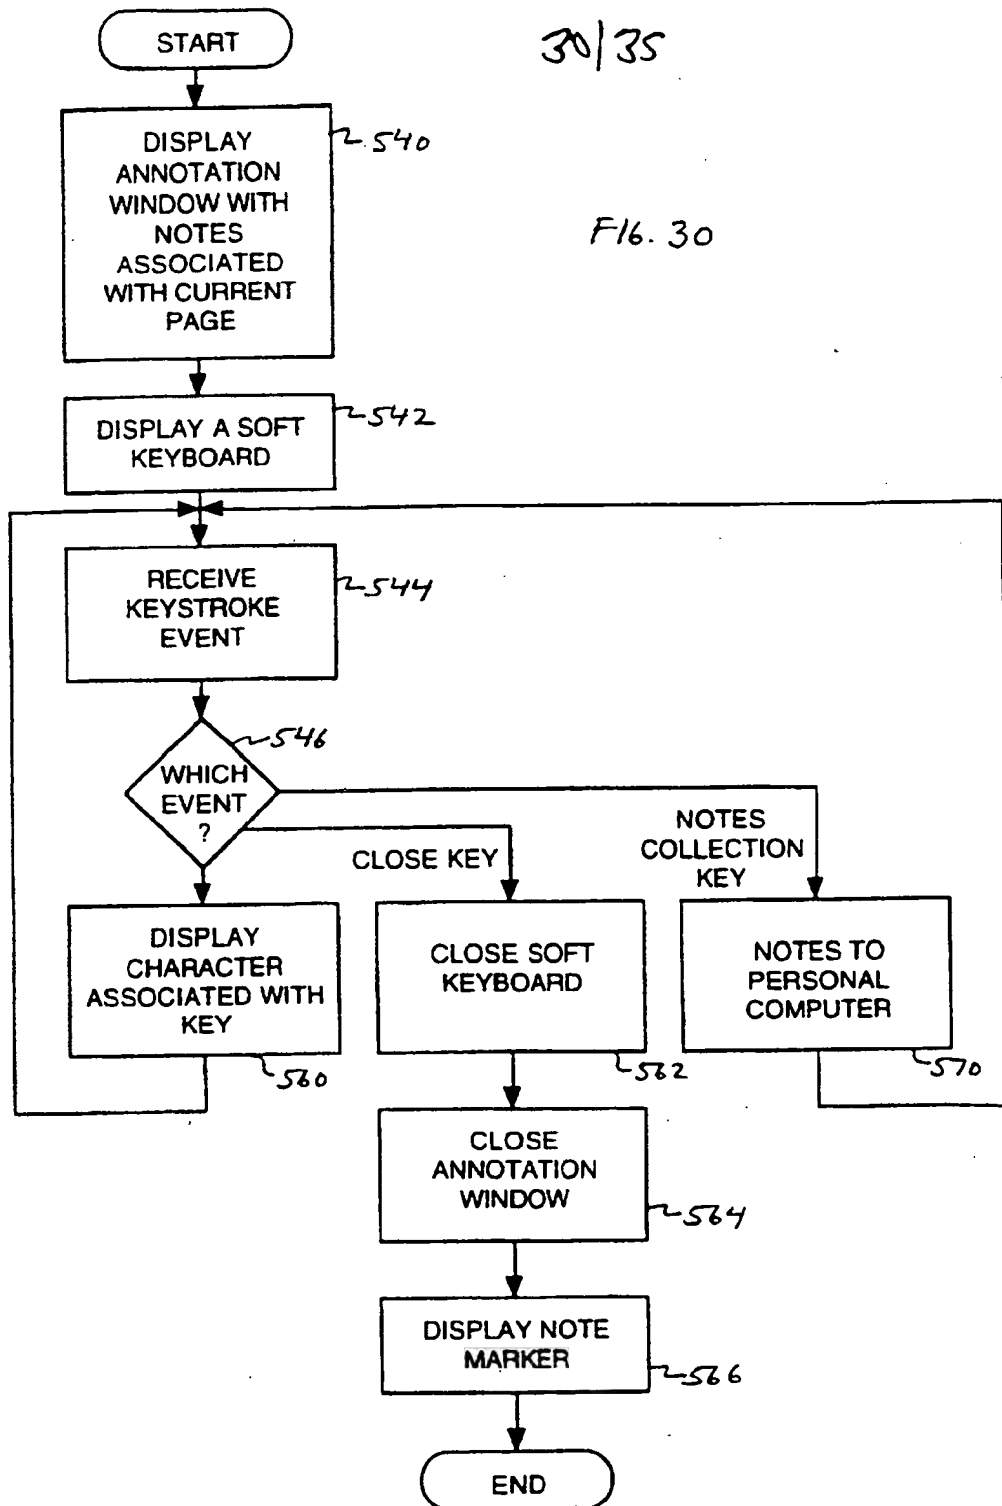 START
30/35
DISPLAY
ANNOTATION
WINDOW WITH
NOTES
ASSOCIATED
WITH CURRENT
PAGE
540
FIG. 30
DISPLAY A SOFT
KEYBOARD
542
RECEIVE
KEYSTROKE
EVENT
544
WHICH
EVENT
?
546
CLOSE KEY
NOTES
COLLECTION
KEY
DISPLAY
CHARACTER
ASSOCIATED WITH
KEY
560
CLOSE SOFT
KEYBOARD
562
NOTES TO
PERSONAL
COMPUTER
570
CLOSE
ANNOTATION
WINDOW
564
DISPLAY NOTE
MARKER
566
END